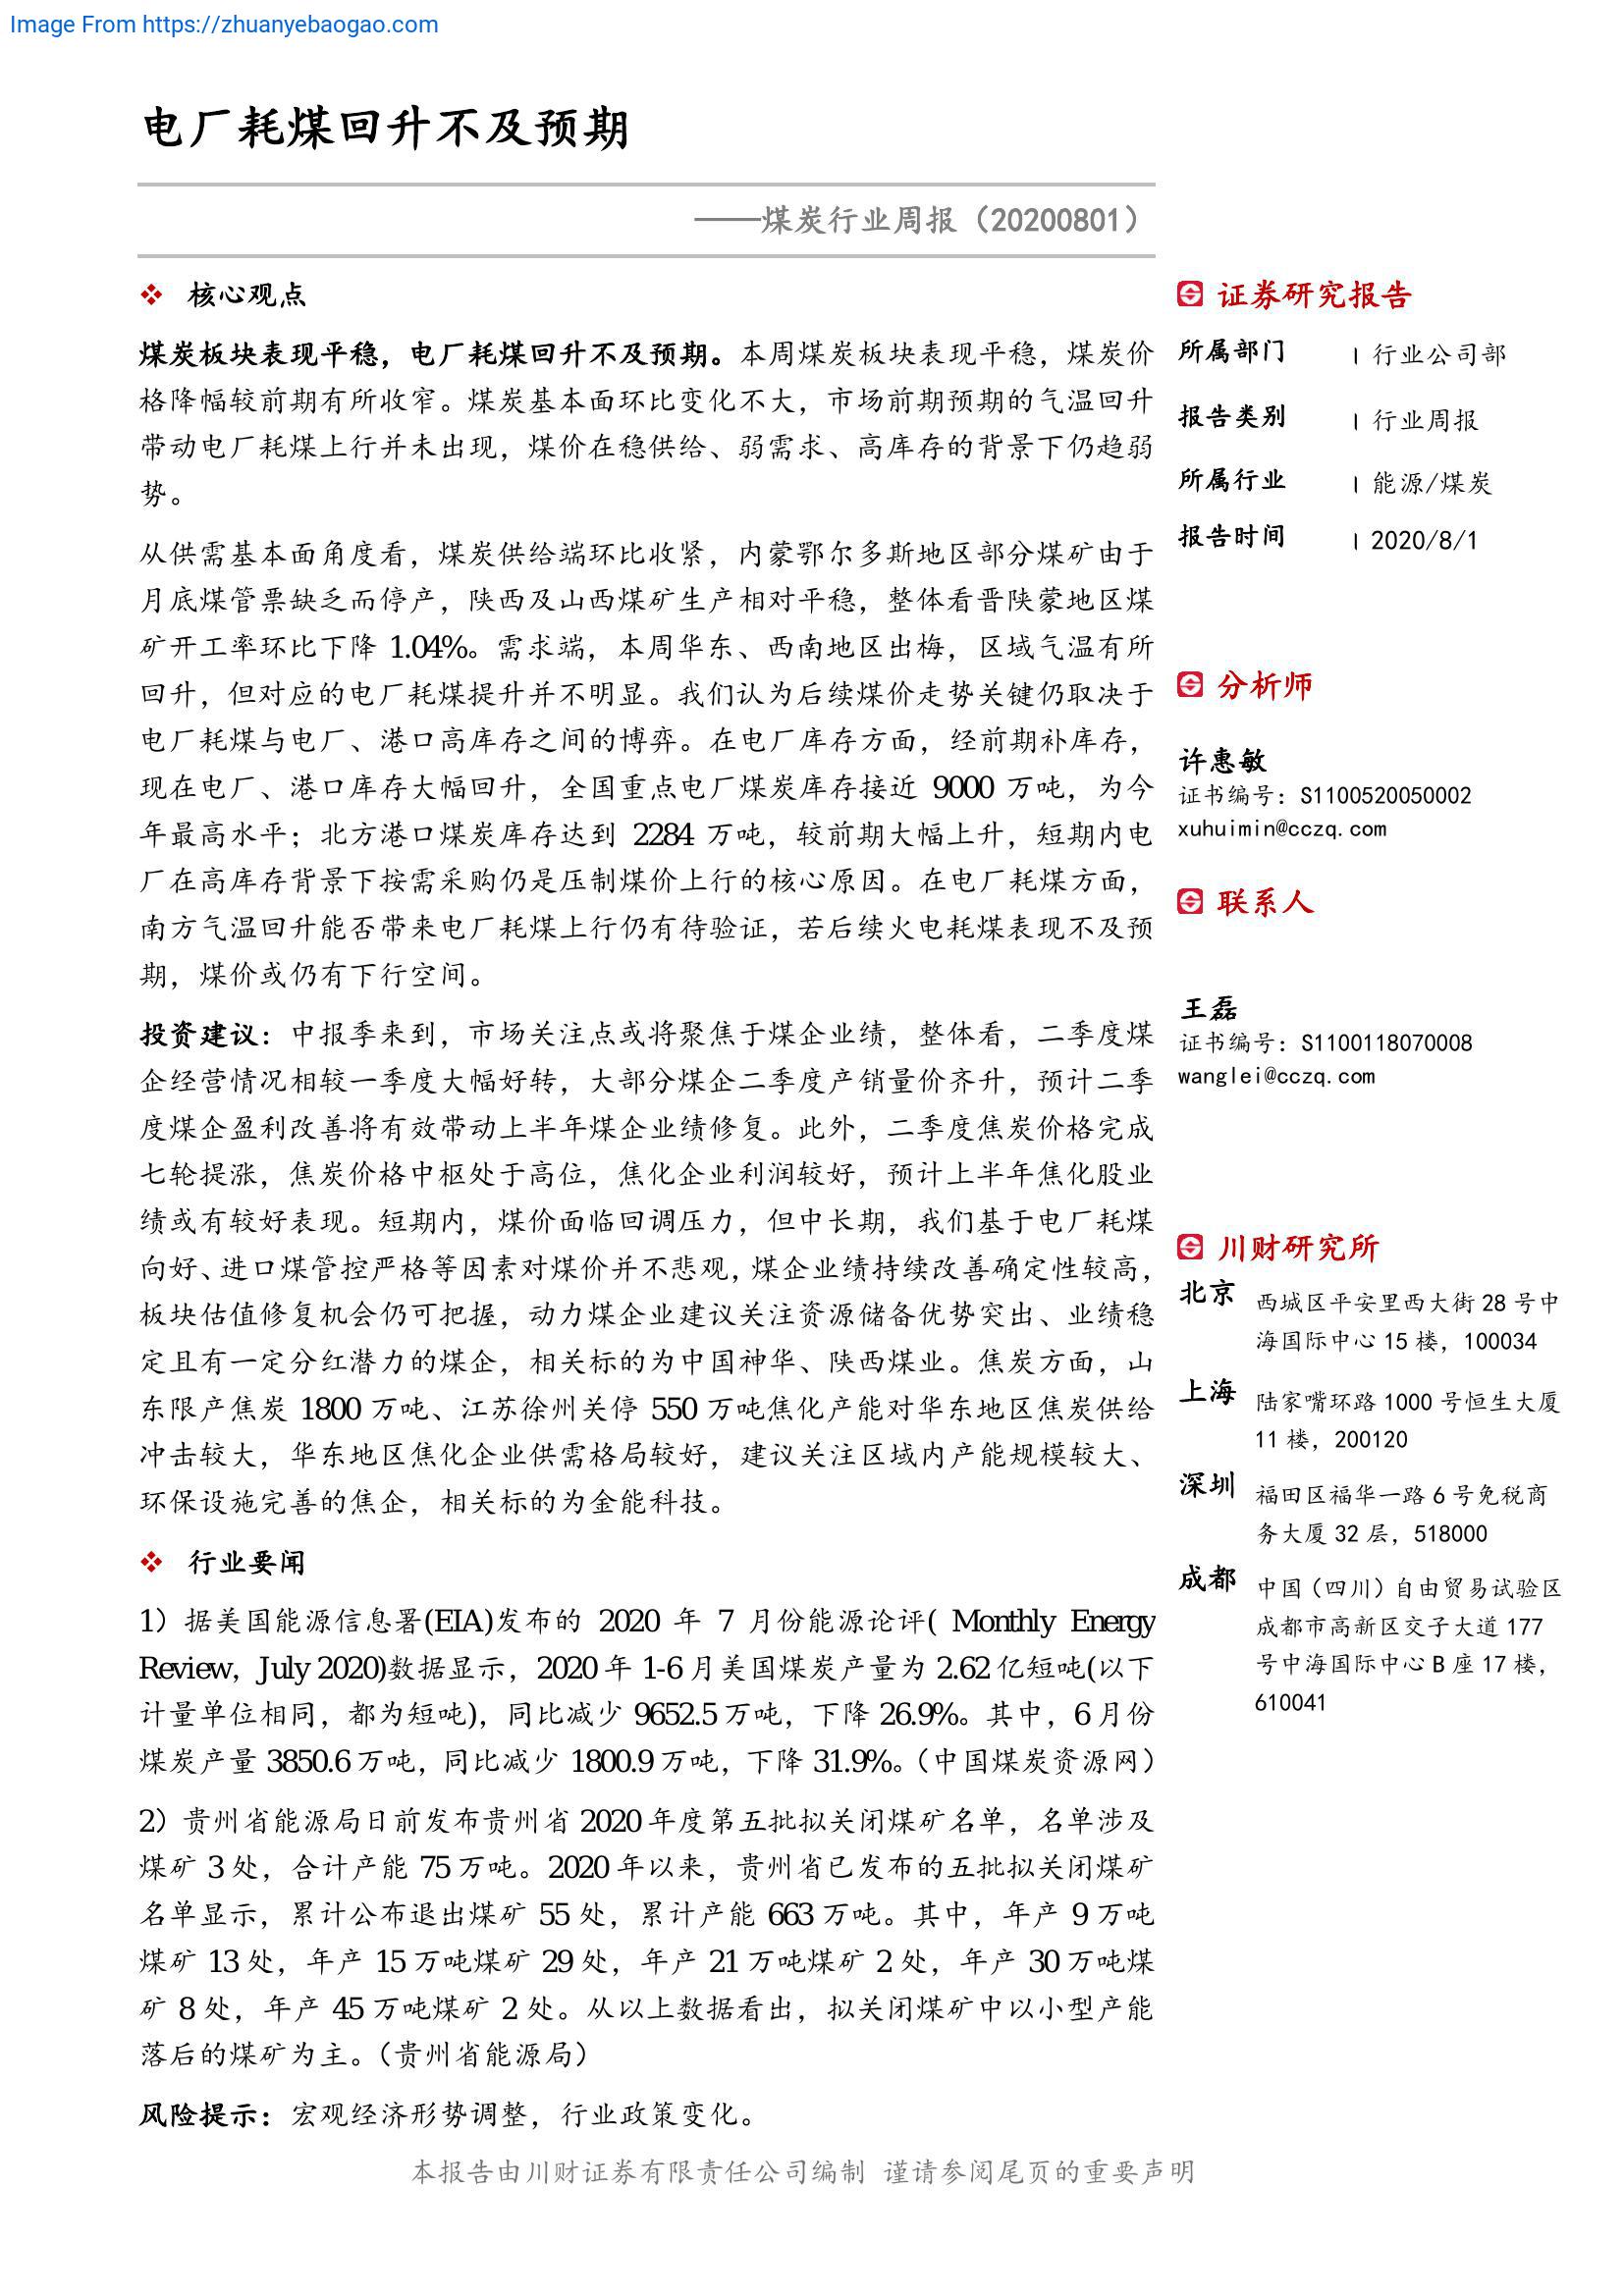 Image From https://zhuanyebaogao.com
电厂耗煤回升不及预期
——煤炭行业周报（20200801）
核心观点
煤炭板块表现平稳，电厂耗煤回升不及预期。本周煤炭板块表现平稳，煤炭价
格降幅较前期有所收窄。煤炭基本面环比变化不大，市场前期预期的气温回升
带动电厂耗煤上行并未出现，煤价在稳供给、弱需求、高库存的背景下仍趋弱
势。
从供需基本面角度看，煤炭供给端环比收紧，内蒙鄂尔多斯地区部分煤矿由于
月底煤管票缺乏而停产，陕西及山西煤矿生产相对平稳，整体看晋陕蒙地区煤
矿开工率环比下降 1.04%。需求端，本周华东、西南地区出梅，区域气温有所
回升，但对应的电厂耗煤提升并不明显。我们认为后续煤价走势关键仍取决于
电厂耗煤与电厂、港口高库存之间的博弈。在电厂库存方面，经前期补库存，
现在电厂、港口库存大幅回升，全国重点电厂煤炭库存接近 9000 万吨，为今
年最高水平；北方港口煤炭库存达到 2284 万吨，较前期大幅上升，短期内电
厂在高库存背景下按需采购仍是压制煤价上行的核心原因。在电厂耗煤方面，
南方气温回升能否带来电厂耗煤上行仍有待验证，若后续火电耗煤表现不及预
期，煤价或仍有下行空间。
投资建议：中报季来到，市场关注点或将聚焦于煤企业绩，整体看，二季度煤
企经营情况相较一季度大幅好转，大部分煤企二季度产销量价齐升，预计二季
度煤企盈利改善将有效带动上半年煤企业绩修复。此外，二季度焦炭价格完成
七轮提涨，焦炭价格中枢处于高位，焦化企业利润较好，预计上半年焦化股业
绩或有较好表现。短期内，煤价面临回调压力，但中长期，我们基于电厂耗煤
向好、进口煤管控严格等因素对煤价并不悲观，煤企业绩持续改善确定性较高，
板块估值修复机会仍可把握，动力煤企业建议关注资源储备优势突出、业绩稳
定且有一定分红潜力的煤企，相关标的为中国神华、陕西煤业。焦炭方面，山
东限产焦炭 1800 万吨、江苏徐州关停 550 万吨焦化产能对华东地区焦炭供给
冲击较大，华东地区焦化企业供需格局较好，建议关注区域内产能规模较大、
环保设施完善的焦企，相关标的为金能科技。
行业要闻
1）据美国能源信息署(EIA)发布的 2020 年 7 月份能源论评( Monthly Energy
Review，July 2020)数据显示，2020 年 1-6 月美国煤炭产量为 2.62 亿短吨(以下
计量单位相同，都为短吨)，同比减少 9652.5 万吨，下降 26.9%。其中，6 月份
煤炭产量 3850.6 万吨，同比减少 1800.9 万吨，下降 31.9%。（中国煤炭资源网）
2）贵州省能源局日前发布贵州省 2020 年度第五批拟关闭煤矿名单，名单涉及
煤矿 3 处，合计产能 75 万吨。2020 年以来，贵州省已发布的五批拟关闭煤矿
名单显示，累计公布退出煤矿 55 处，累计产能 663 万吨。其中，年产 9 万吨
煤矿 13 处，年产 15 万吨煤矿 29 处，年产 21 万吨煤矿 2 处，年产 30 万吨煤
矿 8 处，年产 45 万吨煤矿 2 处。从以上数据看出，拟关闭煤矿中以小型产能
落后的煤矿为主。（贵州省能源局）
风险提示：宏观经济形势调整，行业政策变化。
证券研究报告
所属部门 | 行业公司部
报告类别 | 行业周报
所属行业 | 能源/煤炭
报告时间 | 2020/8/1
分析师
许惠敏
证书编号：S1100520050002
xuhuimin@cczq.com
联系人
王磊
证书编号：S1100118070008
wanglei@cczq.com
川财研究所
北京 西城区平安里西大街 28 号中
海国际中心 15 楼，100034
上海 陆家嘴环路 1000 号恒生大厦
11 楼，200120
深圳 福田区福华一路 6 号免税商
务大厦 32 层，518000
成都 中国（四川）自由贸易试验区
成都市高新区交子大道 177
号中海国际中心 B 座 17 楼，
610041
本报告由川财证券有限责任公司编制 谨请参阅尾页的重要声明